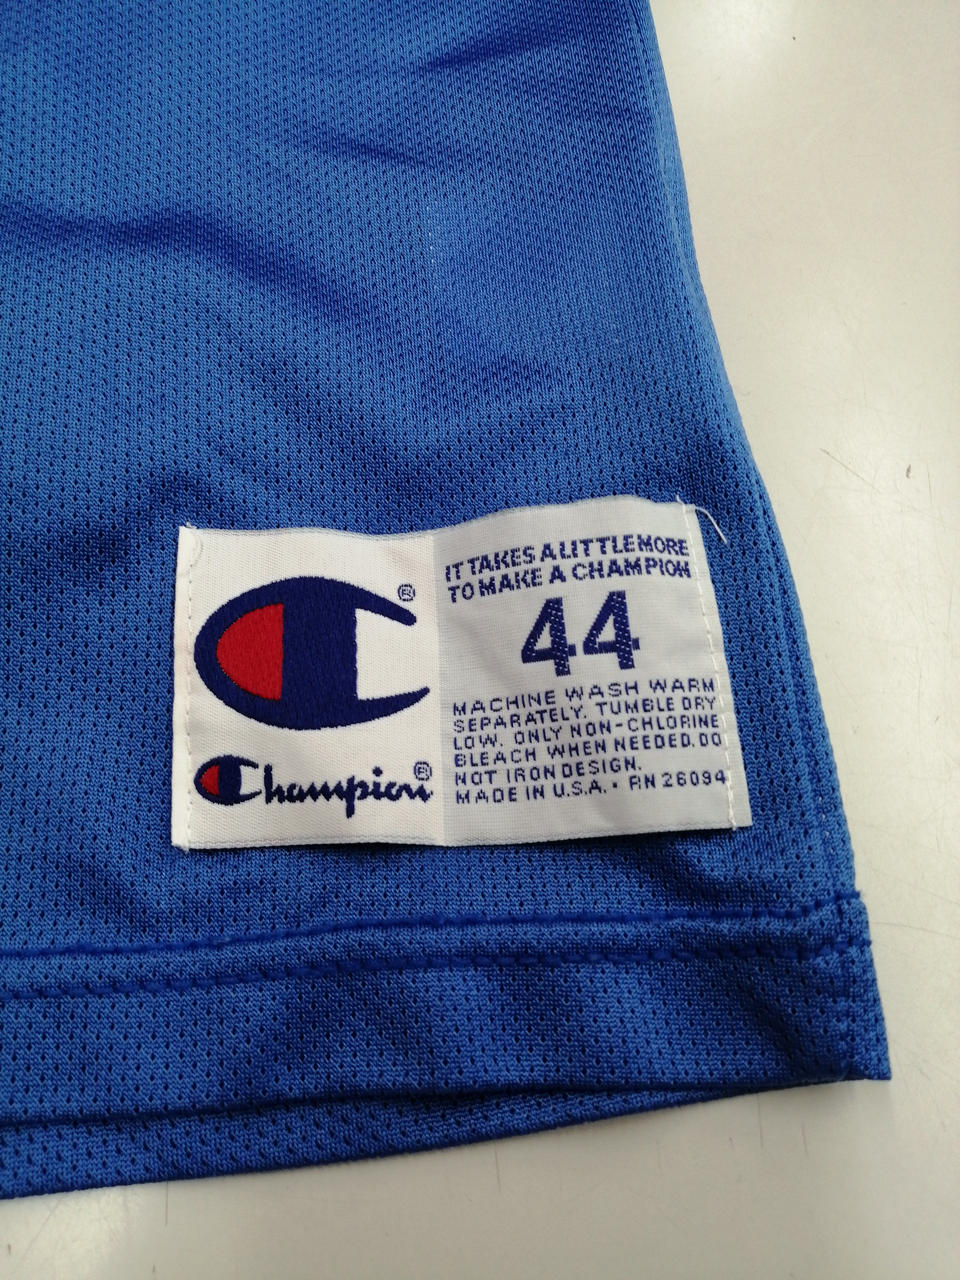 ®
Champion®
IT TAKES A LITTLE MORE
TO MAKE A CHAMPION
44
MACHINE WASH WARM
SEPARATELY. TUMBLE DRY
LOW. ONLY NON-CHLORINE
BLEACH WHEN NEEDED. DO
NOT IRON DESIGN.
MADE IN U.S.A. • RN 26094